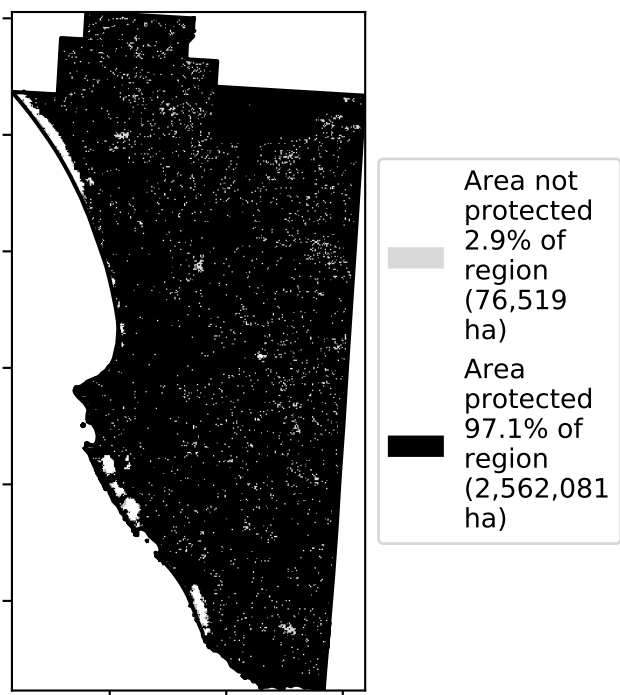 Area not
protected
2.9% of
region
(76,519
ha)
Area
protected
97.1% of
region
(2,562,081
ha)